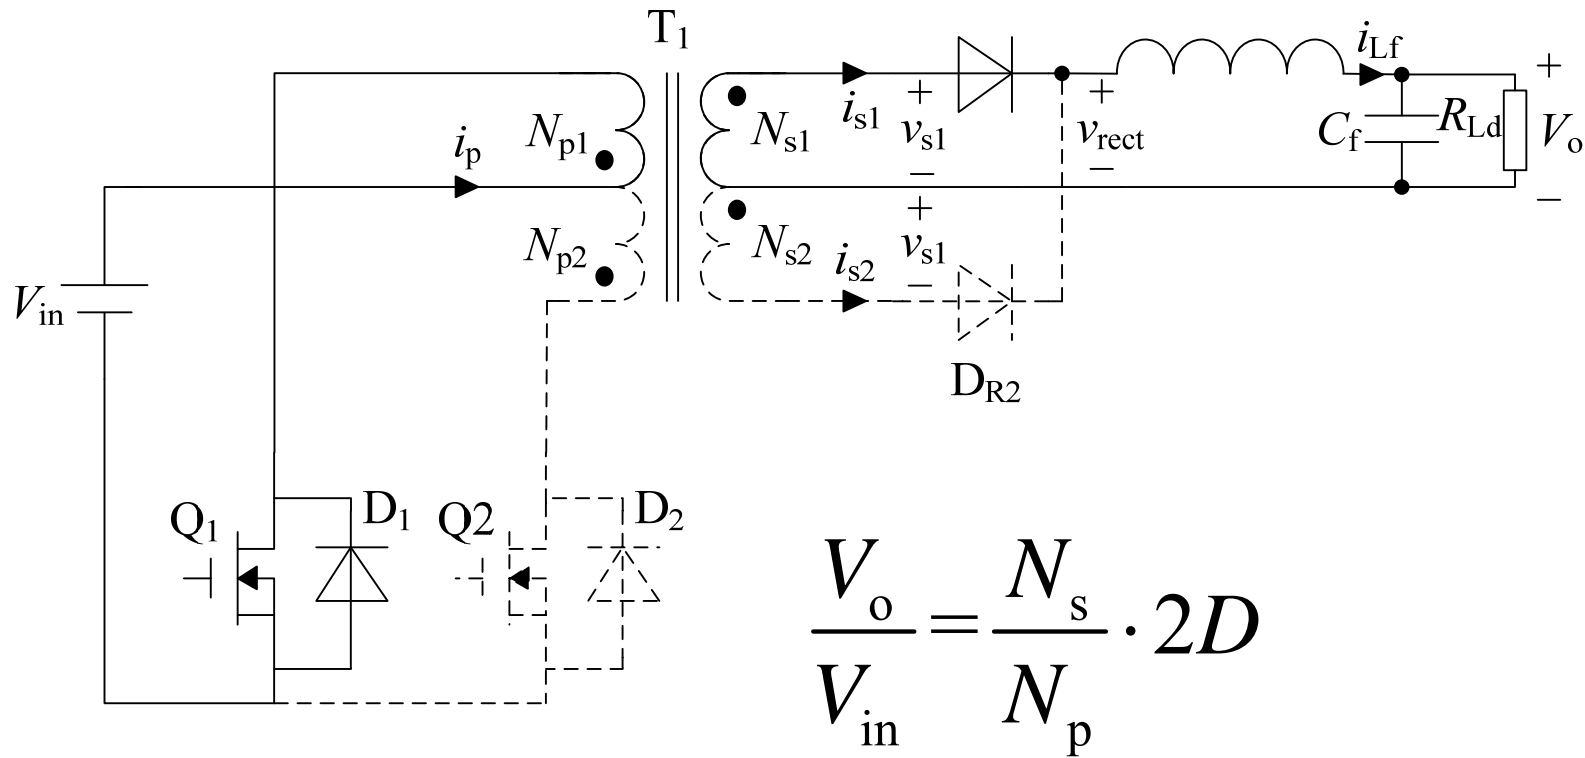 T1
iLf
+
Np1
Ns1
is1
+
vs1
−
+
vrect
−
Cf
RLd
Vo
−
ip
Np2
Ns2
is2
+
vs1
−
Vin
DR2
Q1
D1
Q2
D2
Vo/Vin = Ns/Np · 2D